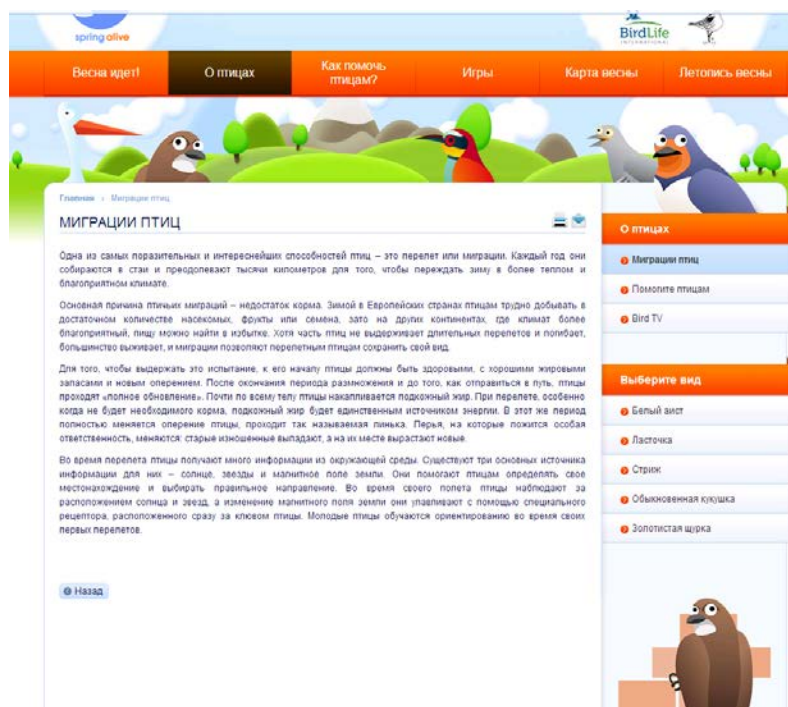 spring alive
BirdLife
INTERNATIONAL
Весна идет!
О птицах
Как помочь
птицам?
Игры
Карта весны
Летопись весны
Главная › Миграции птиц
МИГРАЦИИ ПТИЦ
Одна из самых поразительных и интереснейших способностей птиц – это перелет или миграции. Каждый год они
собираются в стаи и преодолевают тысячи километров для того, чтобы переждать зиму в более теплом и
благоприятном климате.
Основная причина птичьих миграций – недостаток корма. Зимой в Европейских странах птицам трудно добывать в
достаточном количестве насекомых, фрукты или семена, зато на других континентах, где климат более
благоприятный, пищу можно найти в избытке. Хотя часть птиц не выдерживает длительных перелетов и погибает,
большинство выживает, и миграции позволяют перелетным птицам сохранить свой вид.
Для того, чтобы выдержать это испытание, к его началу птицы должны быть здоровыми, с хорошими жировыми
запасами и новым оперением. После окончания периода размножения и до того, как отправиться в путь, птицы
проходят «полное обновление». Почти по всему телу птицы накапливается подкожный жир. При перелете, особенно
когда не будет необходимого корма, подкожный жир будет единственным источником энергии. В этот же период
полностью меняется оперение птицы, проходит так называемая линька. Перья, на которые ложится особая
ответственность, меняются: старые изношенные выпадают, а на их месте вырастают новые.
Во время перелета птицы получают много информации из окружающей среды. Существуют три основных источника
информации для них – солнце, звезды и магнитное поле земли. Они помогают птицам определять свое
местонахождение и выбирать правильное направление. Во время своего полета птицы наблюдают за
расположением солнца и звезд, а изменение магнитного поля земли они улавливают с помощью специального
рецептора, расположенного сразу за клювом птицы. Молодые птицы обучаются ориентированию во время своих
первых перелетов.
Назад
О птицах
Миграции птиц
Помогите птицам
Bird TV
Выберите вид
Белый аист
Ласточка
Стриж
Обыкновенная кукушка
Золотистая щурка